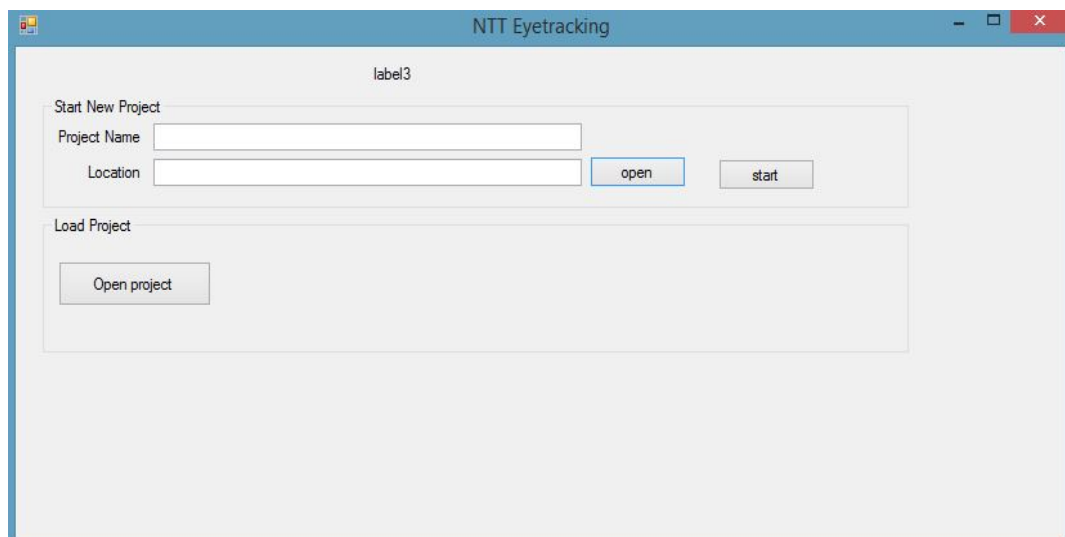 NTT Eyetracking
label3
Start New Project
Project Name
Location open start
Load Project
Open project